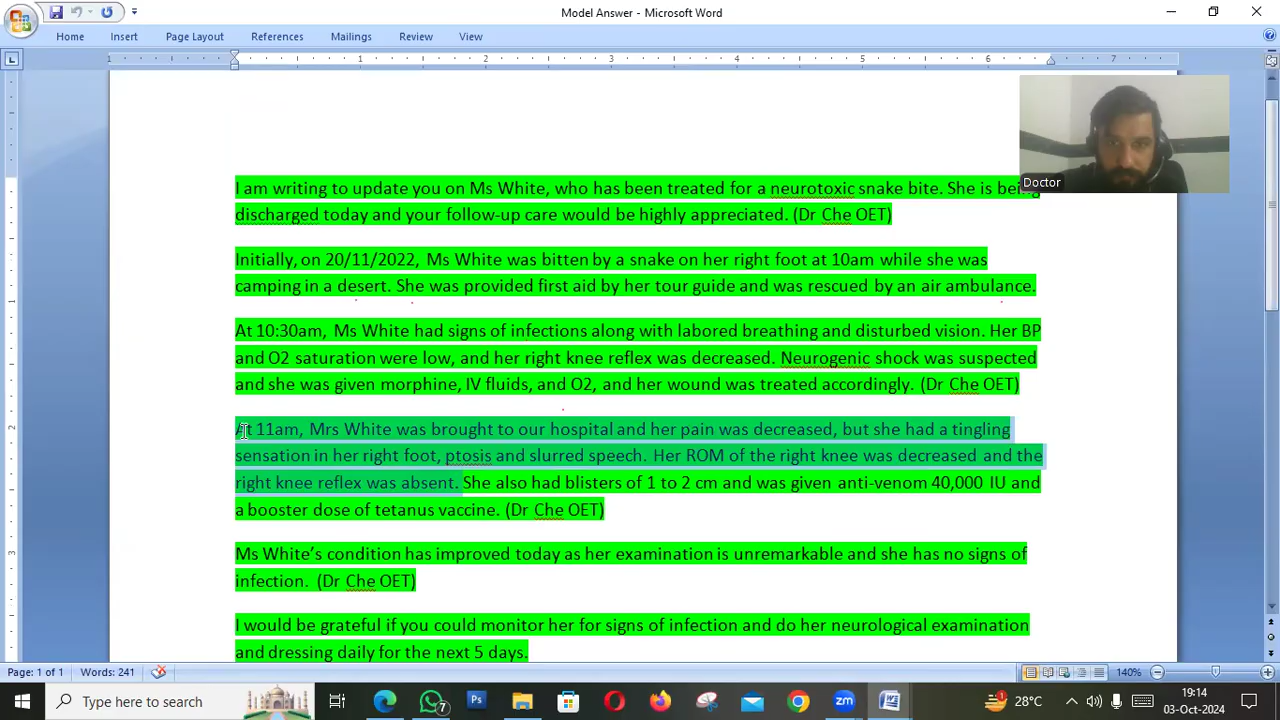 Model Answer - Microsoft Word
Home Insert Page Layout References Mailings Review View
1 1 2 3 4 5 6 7
Doctor
I am writing to update you on Ms White, who has been treated for a neurotoxic snake bite. She is being
discharged today and your follow-up care would be highly appreciated. (Dr Che OET)
Initially, on 20/11/2022, Ms White was bitten by a snake on her right foot at 10am while she was
camping in a desert. She was provided first aid by her tour guide and was rescued by an air ambulance.
At 10:30am, Ms White had signs of infections along with labored breathing and disturbed vision. Her BP
and O2 saturation were low, and her right knee reflex was decreased. Neurogenic shock was suspected
and she was given morphine, IV fluids, and O2, and her wound was treated accordingly. (Dr Che OET)
At 11am, Mrs White was brought to our hospital and her pain was decreased, but she had a tingling
sensation in her right foot, ptosis and slurred speech. Her ROM of the right knee was decreased and the
right knee reflex was absent. She also had blisters of 1 to 2 cm and was given anti-venom 40,000 IU and
a booster dose of tetanus vaccine. (Dr Che OET)
Ms White's condition has improved today as her examination is unremarkable and she has no signs of
infection. (Dr Che OET)
I would be grateful if you could monitor her for signs of infection and do her neurological examination
and dressing daily for the next 5 days.
Page: 1 of 1 Words: 241 140%
Type here to search 7 Ps zm 1 28°C 19:14
03-Oct-2024